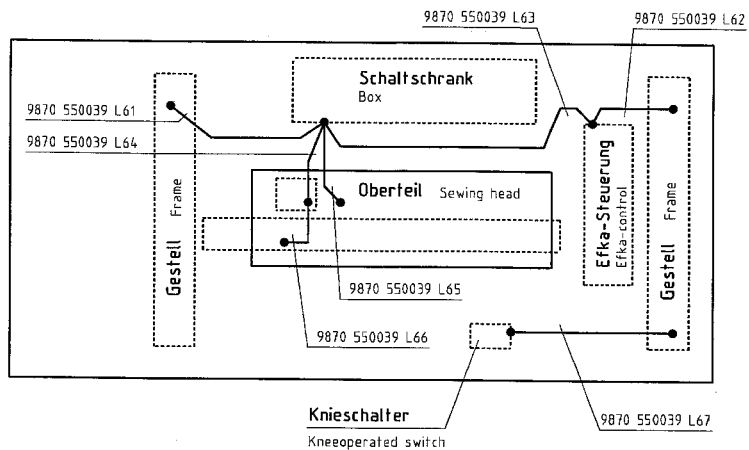 9870 550039 L63
9870 550039 L62
Schaltschrank
Box
9870 550039 L61
9870 550039 L64
Oberteil Sewing head
Gestell Frame
Efka-Steuerung
Efka-control
Gestell Frame
9870 550039 L65
9870 550039 L66
Knieschalter
Kneeoperated switch
9870 550039 L67